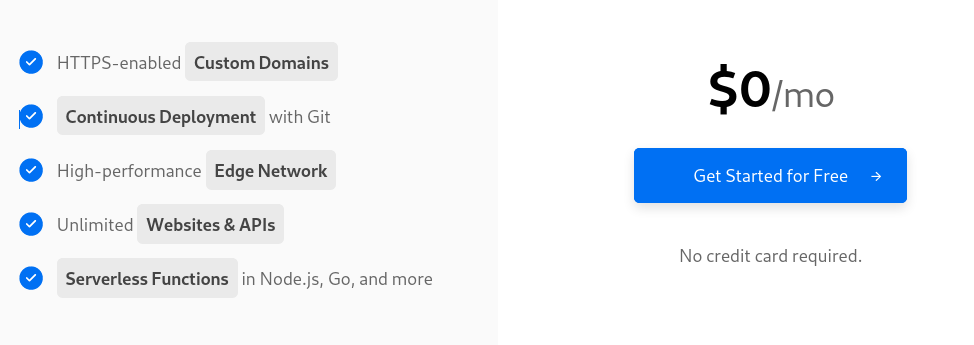 HTTPS-enabled Custom Domains
Continuous Deployment with Git
High-performance Edge Network
Unlimited Websites & APIs
Serverless Functions in Node.js, Go, and more
$0/mo
Get Started for Free →
No credit card required.